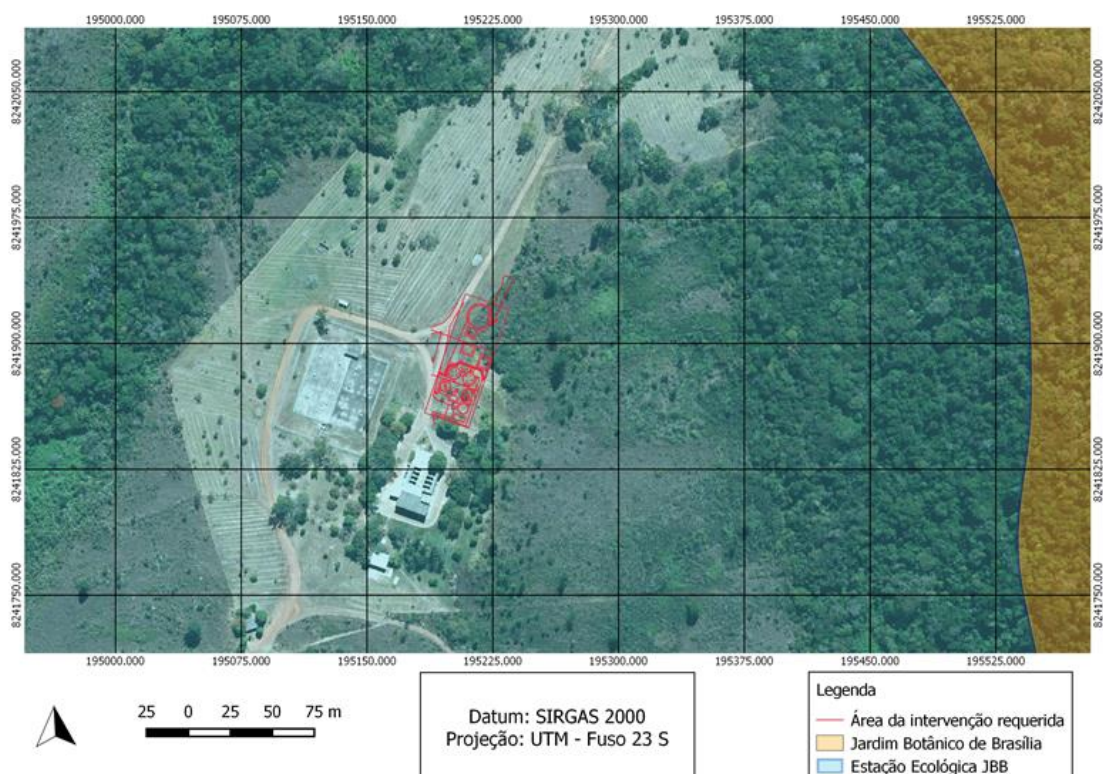 195000.000 195075.000 195150.000 195225.000 195300.000 195375.000 195450.000 195525.000
8242050.000 8242050.000
8241975.000 8241975.000
8241900.000 8241900.000
8241825.000 8241825.000
8241750.000 8241750.000
195000.000 195075.000 195150.000 195225.000 195300.000 195375.000 195450.000 195525.000
25 0 25 50 75 m
Datum: SIRGAS 2000
Projeção: UTM - Fuso 23 S
Legenda
Área da intervenção requerida
Jardim Botânico de Brasília
Estação Ecológica JBB